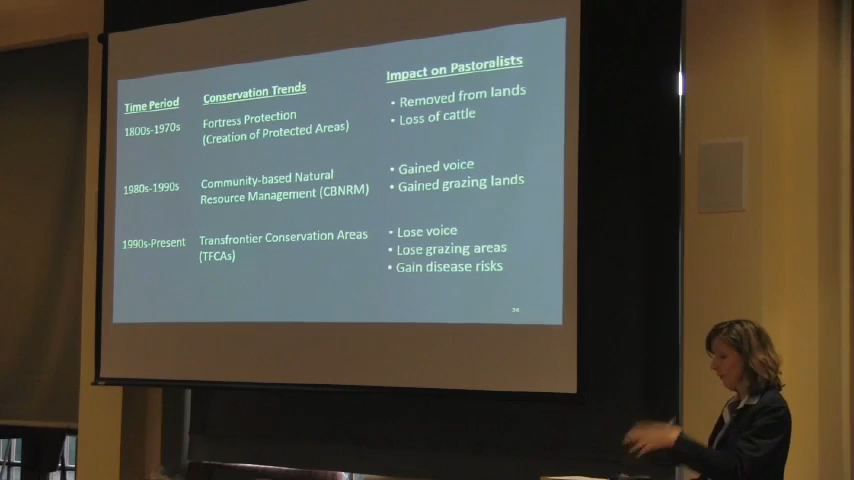 Time Period Conservation Trends Impact on Pastoralists
1800s-1970s
Fortress Protection
(Creation of Protected Areas)
• Removed from lands
• Loss of cattle
1980s-1990s
Community-based Natural
Resource Management (CBNRM)
• Gained voice
• Gained grazing lands
1990s-Present
Transfrontier Conservation Areas
(TFCAs)
• Lose voice
• Lose grazing areas
• Gain disease risks